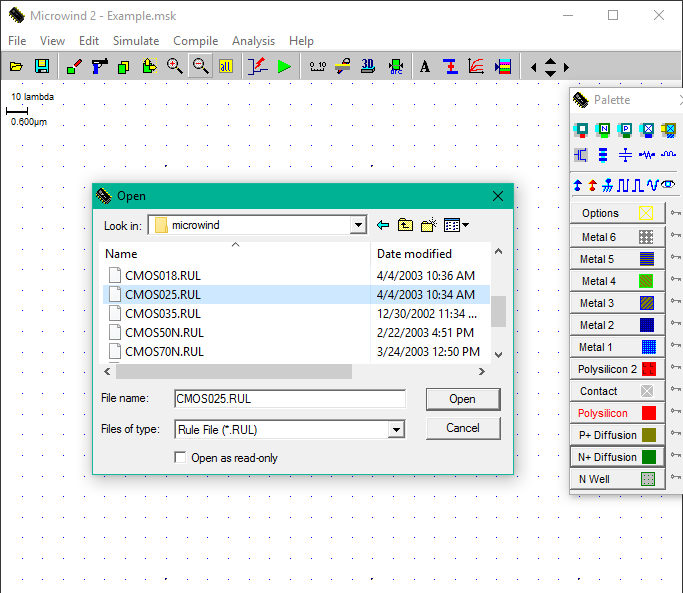 Microwind 2 - Example.msk
File View Edit Simulate Compile Analysis Help
all 0.10 3D DRC A
10 lambda
0.600µm
Palette
N P
Options
Metal 6
Metal 5
Metal 4
Metal 3
Metal 2
Metal 1
Polysilicon 2
Contact
Polysilicon
P+ Diffusion
N+ Diffusion
N Well
Open
Look in: microwind
Name Date modified
CMOS018.RUL 4/4/2003 10:36 AM
CMOS025.RUL 4/4/2003 10:34 AM
CMOS035.RUL 12/30/2002 11:34 ...
CMOS50N.RUL 2/22/2003 4:51 PM
CMOS70N.RUL 3/24/2003 12:50 PM
File name: CMOS025.RUL Open
Files of type: Rule File (*.RUL) Cancel
Open as read-only